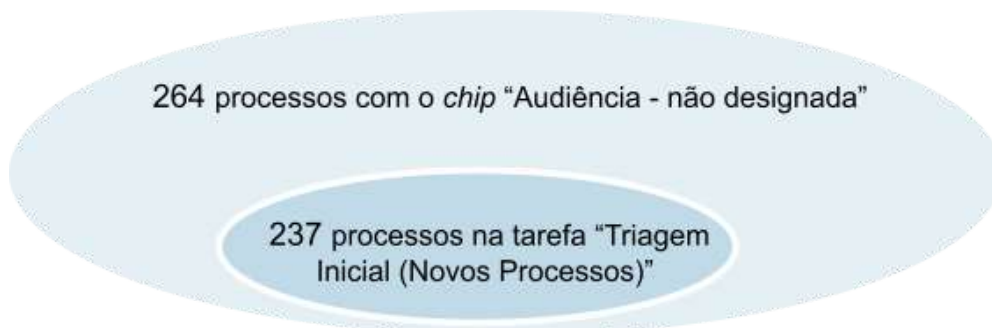 264 processos com o chip “Audiência - não designada”
237 processos na tarefa “Triagem
Inicial (Novos Processos)”